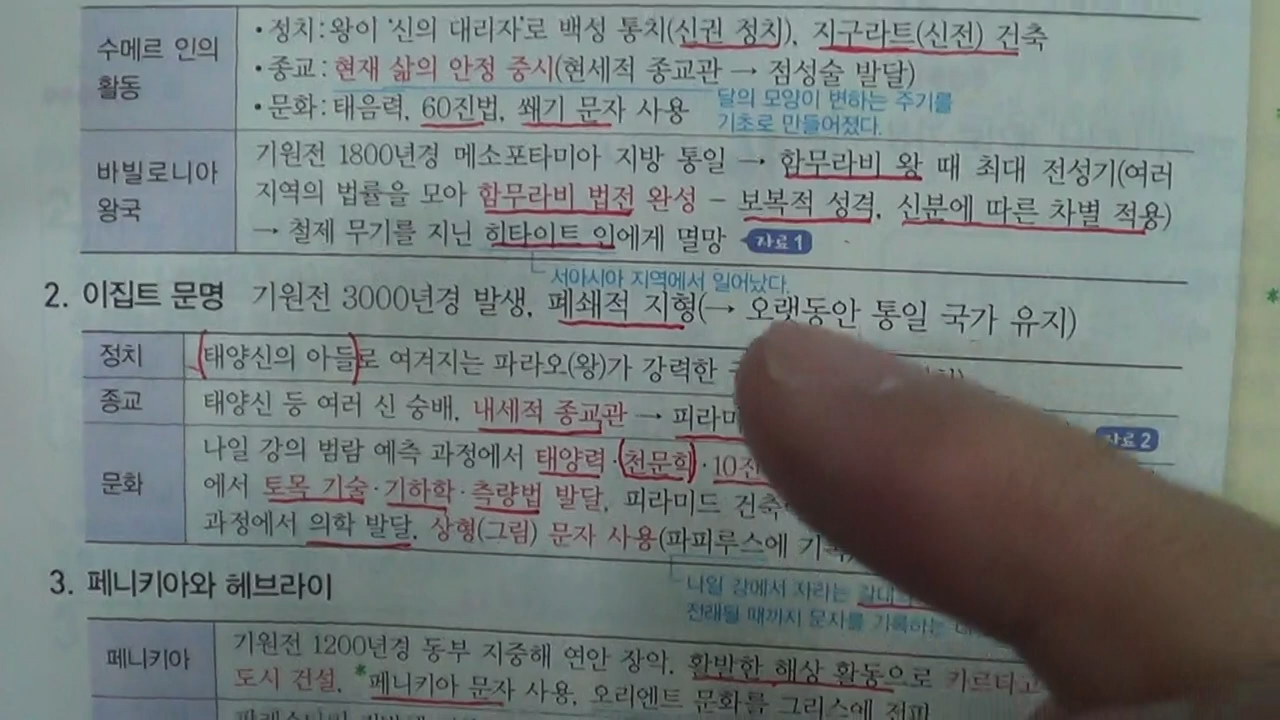 수메르 인의 활동
• 정치: 왕이 '신의 대리자'로 백성 통치(신권 정치), 지구라트(신전) 건축
• 종교: 현재 삶의 안정 중시(현세적 종교관 → 점성술 발달)
• 문화: 태음력, 60진법, 쐐기 문자 사용
달의 모양이 변하는 주기를
기초로 만들어졌다.
바빌로니아 왕국
기원전 1800년경 메소포타미아 지방 통일 → 함무라비 왕 때 최대 전성기(여러
지역의 법률을 모아 함무라비 법전 완성 - 보복적 성격, 신분에 따른 차별 적용)
→ 철제 무기를 지닌 히타이트 인에게 멸망 자료 1
서아시아 지역에서 일어났다.
2. 이집트 문명 기원전 3000년경 발생, 폐쇄적 지형(→ 오랫동안 통일 국가 유지)
정치
태양신의 아들로 여겨지는 파라오(왕)가 강력한
종교
태양신 등 여러 신 숭배, 내세적 종교관 → 자료 2
문화
나일 강의 범람 예측 과정에서 태양력·천문학·
에서 토목 기술·기하학·측량법 발달, 피라미드
과정에서 의학 발달, 상형(그림) 문자 사용(파피루스에
나일 강에서 자라는
전래될 때까지 문자를 기록하는
3. 페니키아와 헤브라이
페니키아
기원전 1200년경 동부 지중해 연안 장악, 활발한 해상 활동으로
도시 건설, *페니키아 문자 사용, 오리엔트 문화를 그리스에 전파